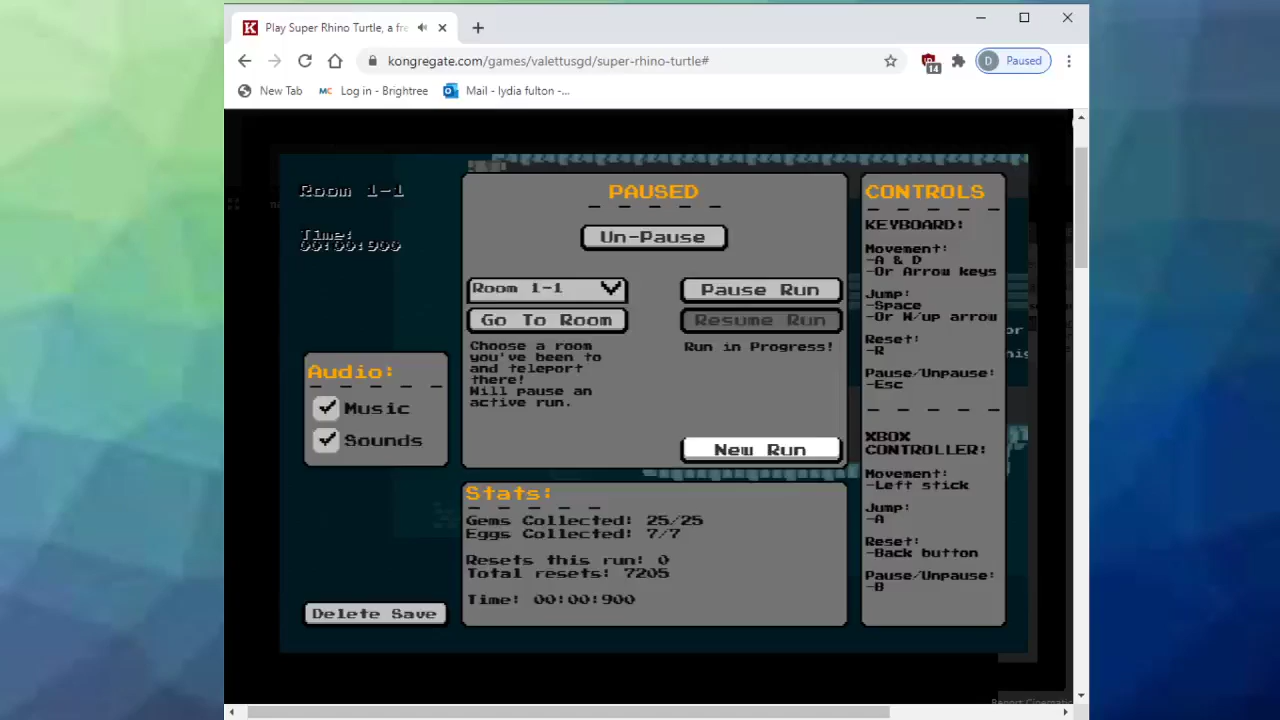 Play Super Rhino Turtle, a fre
kongregate.com/games/valettusgd/super-rhino-turtle#
14
D
Paused
New Tab
MC Log in - Brightree
Mail - lydia fulton -...
Room 1-1
Time:
00:00:900
Audio:
Music
Sounds
Delete Save
PAUSED
Un-Pause
Room 1-1
Go To Room
Choose a room
you've been to
and teleport
there!
Will pause an
active run.
Pause Run
Resume Run
Run in Progress!
New Run
Stats:
Gems Collected: 25/25
Eggs Collected: 7/7
Resets this run: 0
Total resets: 7205
Time: 00:00:900
CONTROLS
KEYBOARD:
Movement:
-A & D
-Or Arrow keys
Jump:
-Space
-Or W/up arrow
Reset:
-R
Pause/Unpause:
-Esc
XBOX
CONTROLLER:
Movement:
-Left stick
Jump:
-A
Reset:
-Back button
Pause/Unpause:
-B